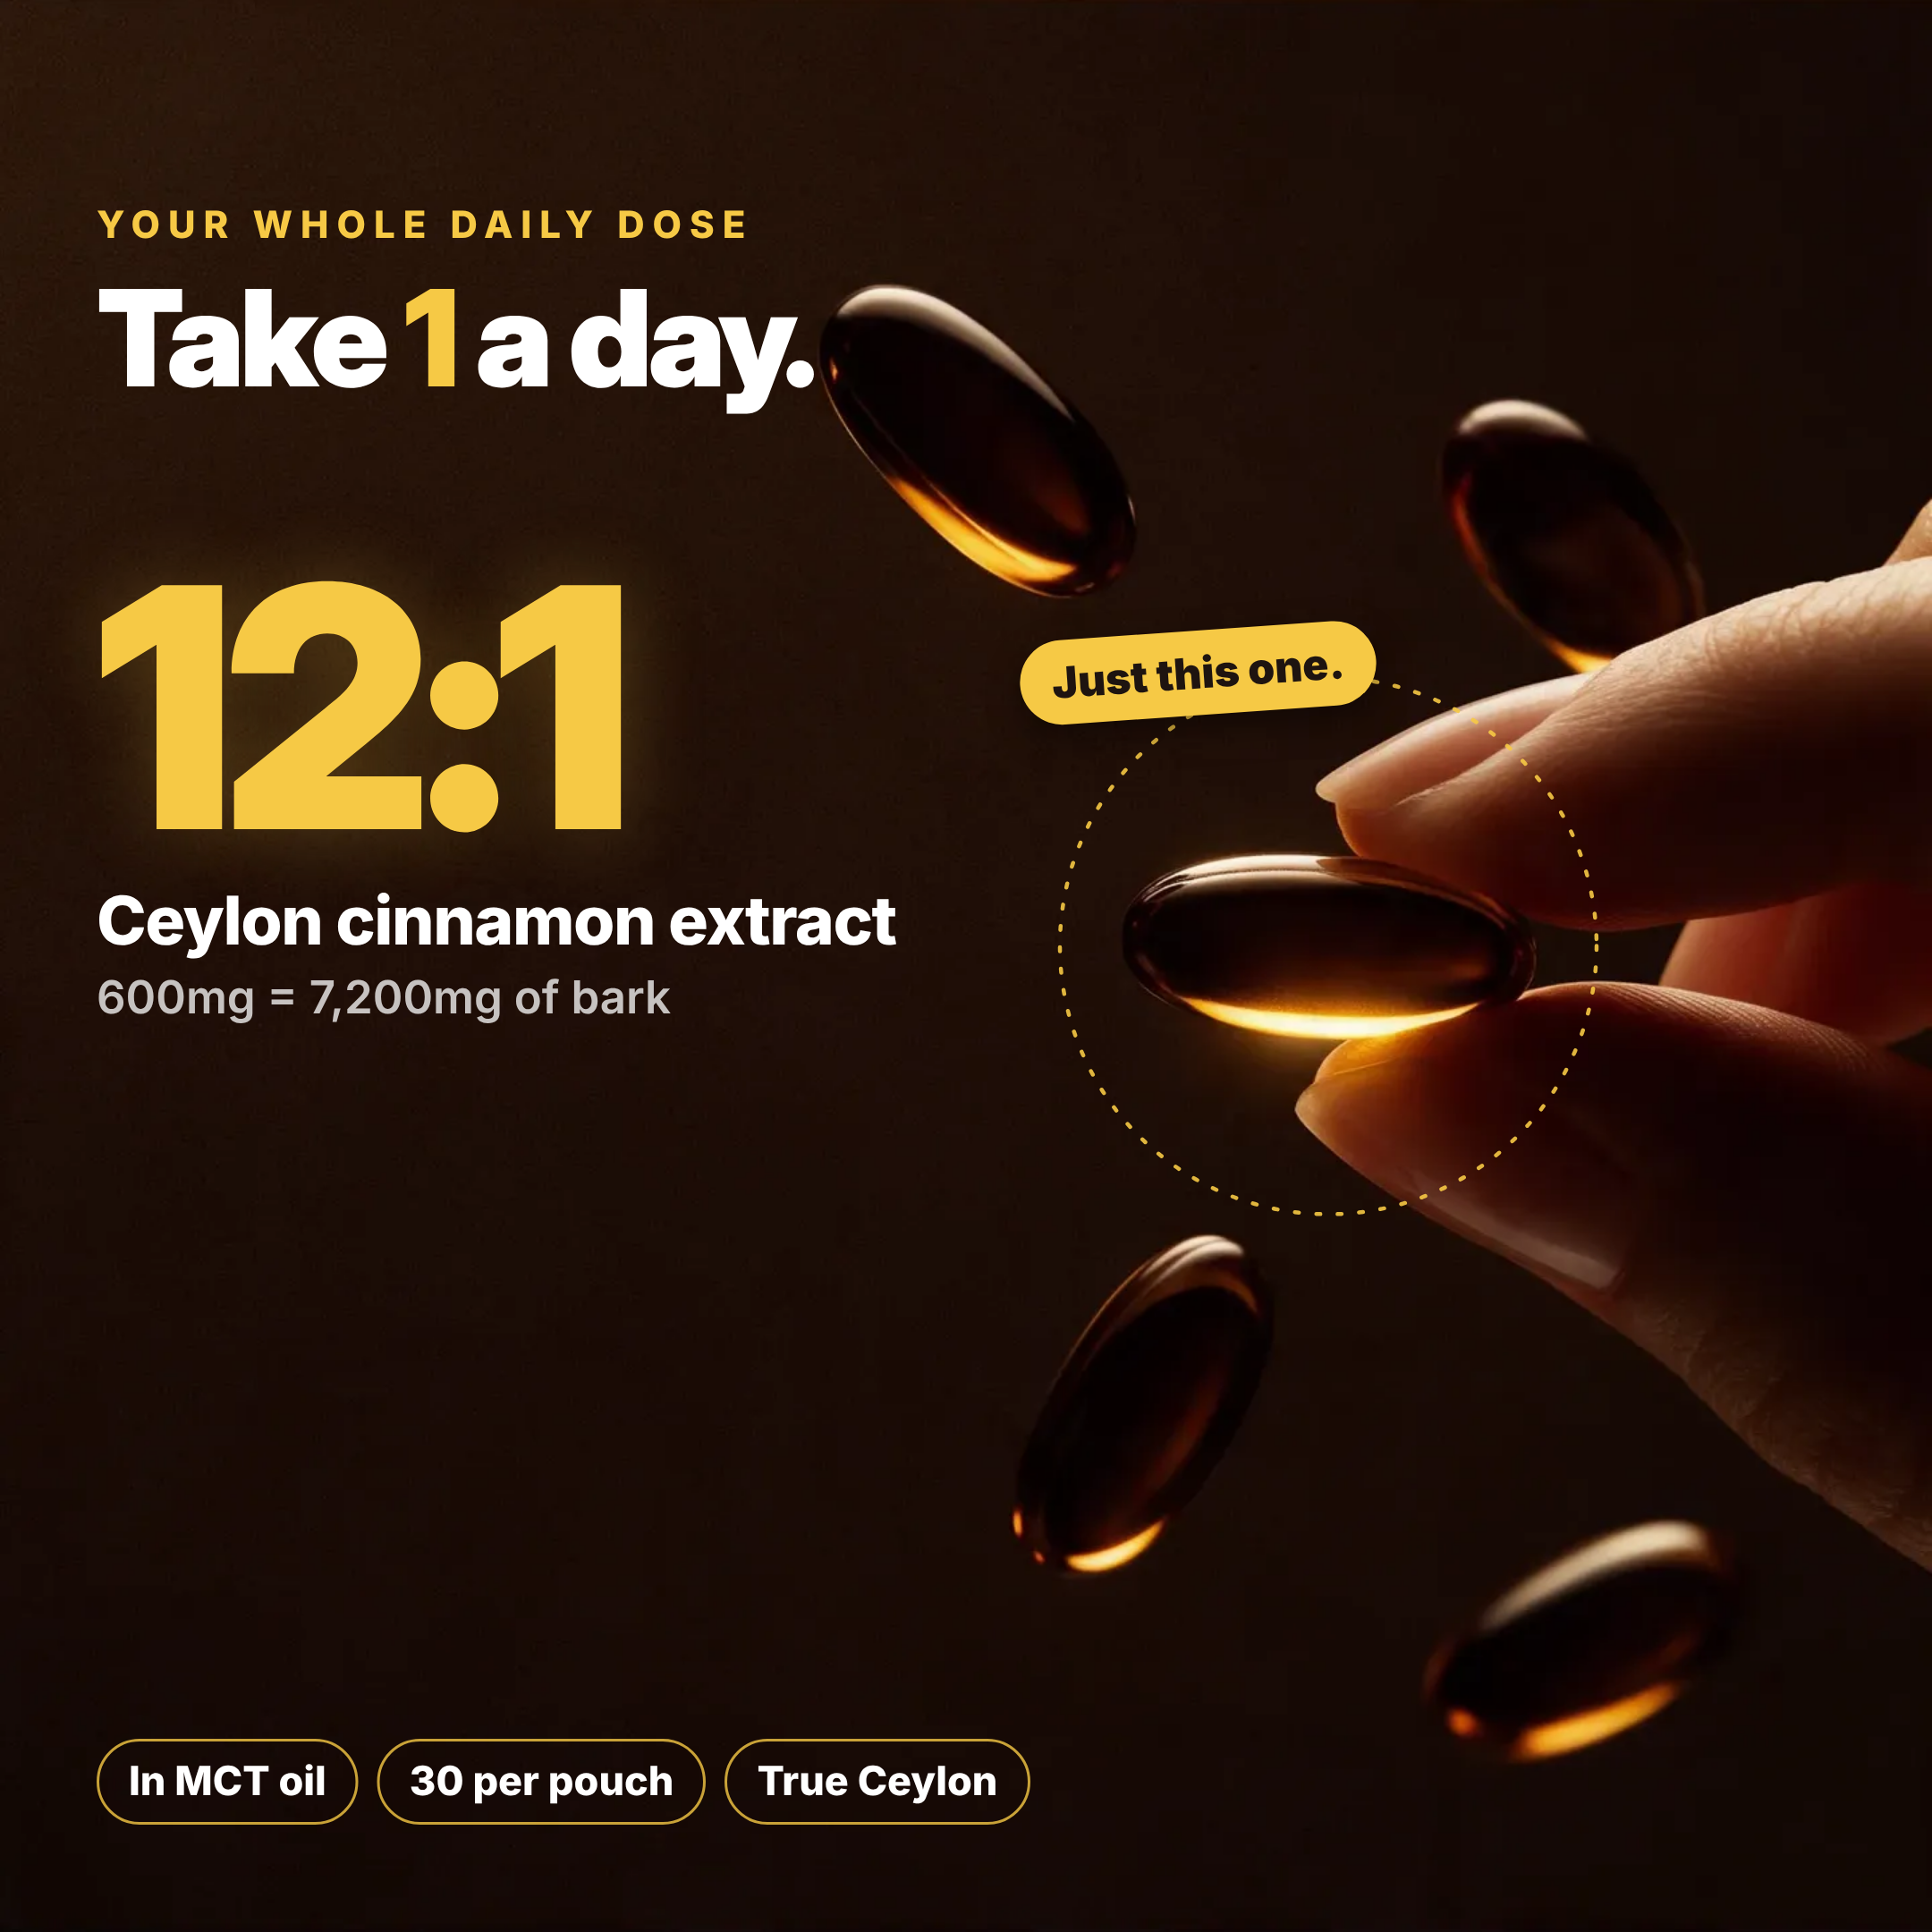 YOUR WHOLE DAILY DOSE
Take 1 a day.
12:1
Just this one.
Ceylon cinnamon extract
600mg = 7,200mg of bark
In MCT oil
30 per pouch
True Ceylon